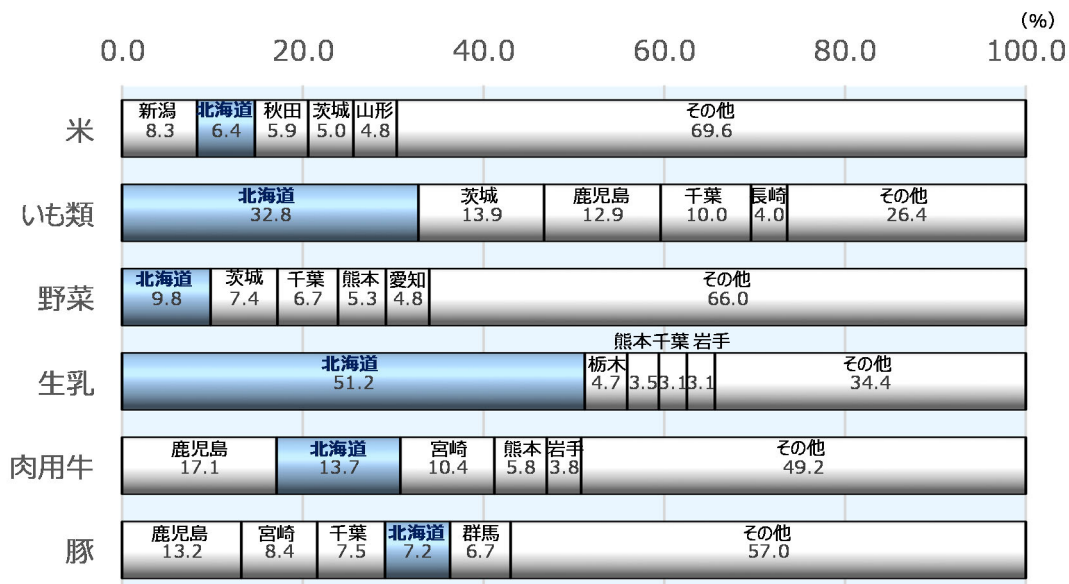 (%)
0.0 20.0 40.0 60.0 80.0 100.0
米
新潟 北海道 秋田 茨城 山形 その他
8.3 6.4 5.9 5.0 4.8 69.6
いも類
北海道 茨城 鹿児島 千葉 長崎 その他
32.8 13.9 12.9 10.0 4.0 26.4
野菜
北海道 茨城 千葉 熊本 愛知 その他
9.8 7.4 6.7 5.3 4.8 66.0
熊本 千葉 岩手
生乳
北海道 栃木 その他
51.2 4.7 3.5 3.1 3.1 34.4
肉用牛
鹿児島 北海道 宮崎 熊本 岩手 その他
17.1 13.7 10.4 5.8 3.8 49.2
豚
鹿児島 宮崎 千葉 北海道 群馬 その他
13.2 8.4 7.5 7.2 6.7 57.0